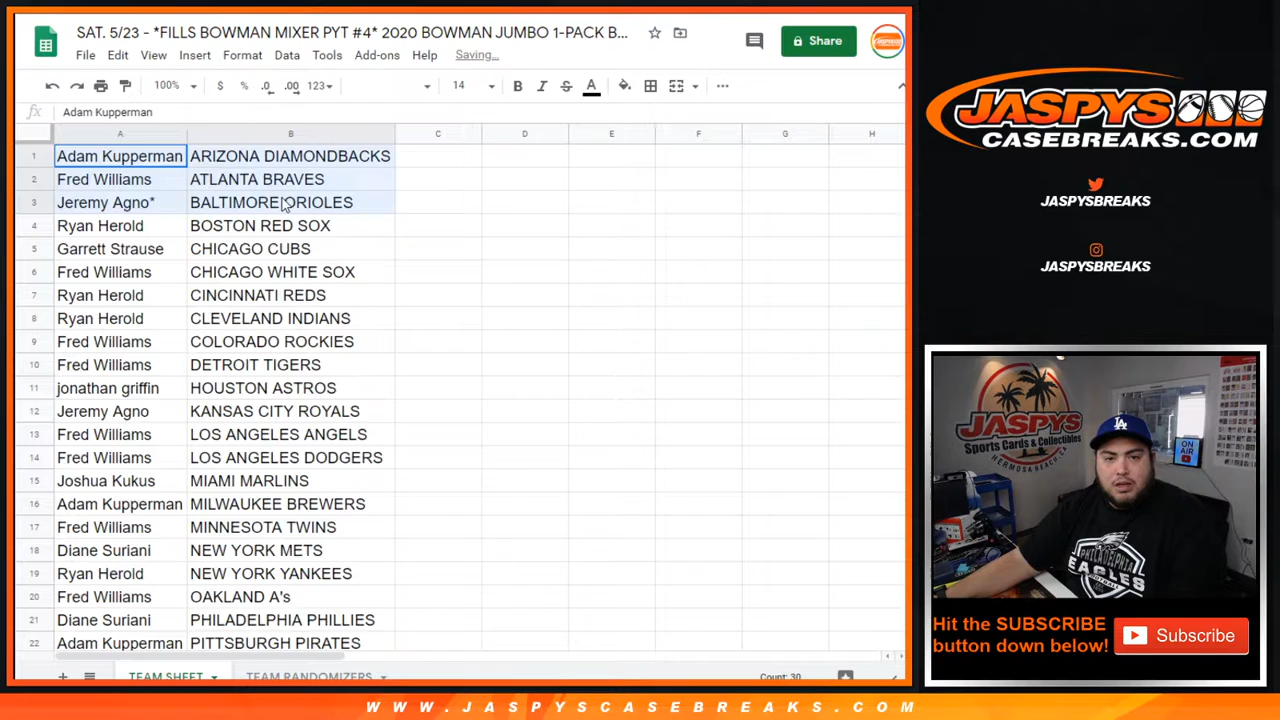 SAT. 5/23 - *FILLS BOWMAN MIXER PYT #4* 2020 BOWMAN JUMBO 1-PACK B...
File Edit View Insert Format Data Tools Add-ons Help Saving...
Share
100% $ % .0 .00 123 14 B I S A
fx Adam Kupperman
A B C D E F G H
1 Adam Kupperman ARIZONA DIAMONDBACKS
2 Fred Williams ATLANTA BRAVES
3 Jeremy Agno* BALTIMORE ORIOLES
4 Ryan Herold BOSTON RED SOX
5 Garrett Strause CHICAGO CUBS
6 Fred Williams CHICAGO WHITE SOX
7 Ryan Herold CINCINNATI REDS
8 Ryan Herold CLEVELAND INDIANS
9 Fred Williams COLORADO ROCKIES
10 Fred Williams DETROIT TIGERS
11 jonathan griffin HOUSTON ASTROS
12 Jeremy Agno KANSAS CITY ROYALS
13 Fred Williams LOS ANGELES ANGELS
14 Fred Williams LOS ANGELES DODGERS
15 Joshua Kukus MIAMI MARLINS
16 Adam Kupperman MILWAUKEE BREWERS
17 Fred Williams MINNESOTA TWINS
18 Diane Suriani NEW YORK METS
19 Ryan Herold NEW YORK YANKEES
20 Fred Williams OAKLAND A's
21 Diane Suriani PHILADELPHIA PHILLIES
22 Adam Kupperman PITTSBURGH PIRATES
TEAM SHEET TEAM RANDOMIZERS Count: 30
JASPYS
CASEBREAKS.COM
JASPYSBREAKS
JASPYSBREAKS
JASPYS
Sports Cards & Collectibles
HERMOSA BEACH, CA
ON AIR
LA
PHILADELPHIA
EAGLES
FOOTBALL
Hit the SUBSCRIBE
button down below!
Subscribe
WWW.JASPYSCASEBREAKS.COM